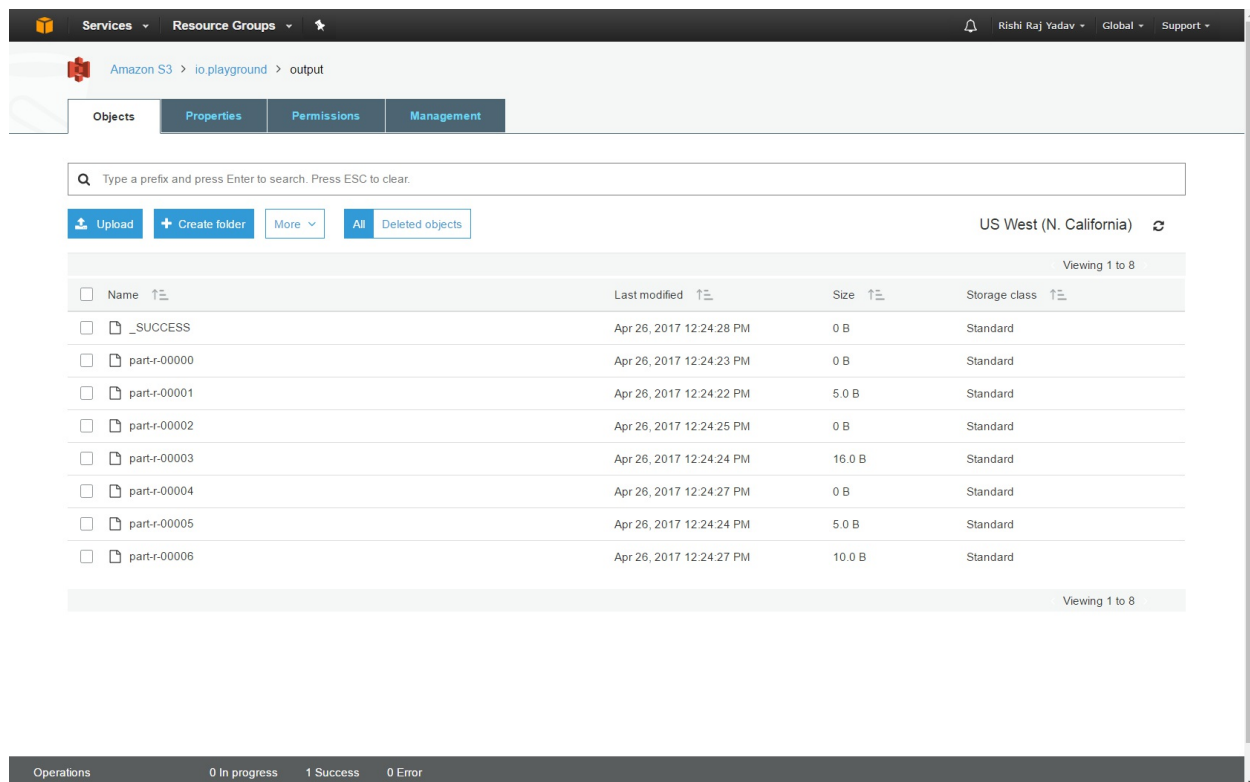 Services Resource Groups Rishi Raj Yadav Global Support
Amazon S3 > io.playground > output
Objects Properties Permissions Management
Type a prefix and press Enter to search. Press ESC to clear.
Upload + Create folder More All Deleted objects US West (N. California)
Viewing 1 to 8
Name Last modified Size Storage class
_SUCCESS Apr 26, 2017 12:24:28 PM 0 B Standard
part-r-00000 Apr 26, 2017 12:24:23 PM 0 B Standard
part-r-00001 Apr 26, 2017 12:24:22 PM 5.0 B Standard
part-r-00002 Apr 26, 2017 12:24:25 PM 0 B Standard
part-r-00003 Apr 26, 2017 12:24:24 PM 16.0 B Standard
part-r-00004 Apr 26, 2017 12:24:27 PM 0 B Standard
part-r-00005 Apr 26, 2017 12:24:24 PM 5.0 B Standard
part-r-00006 Apr 26, 2017 12:24:27 PM 10.0 B Standard
Viewing 1 to 8
Operations 0 In progress 1 Success 0 Error